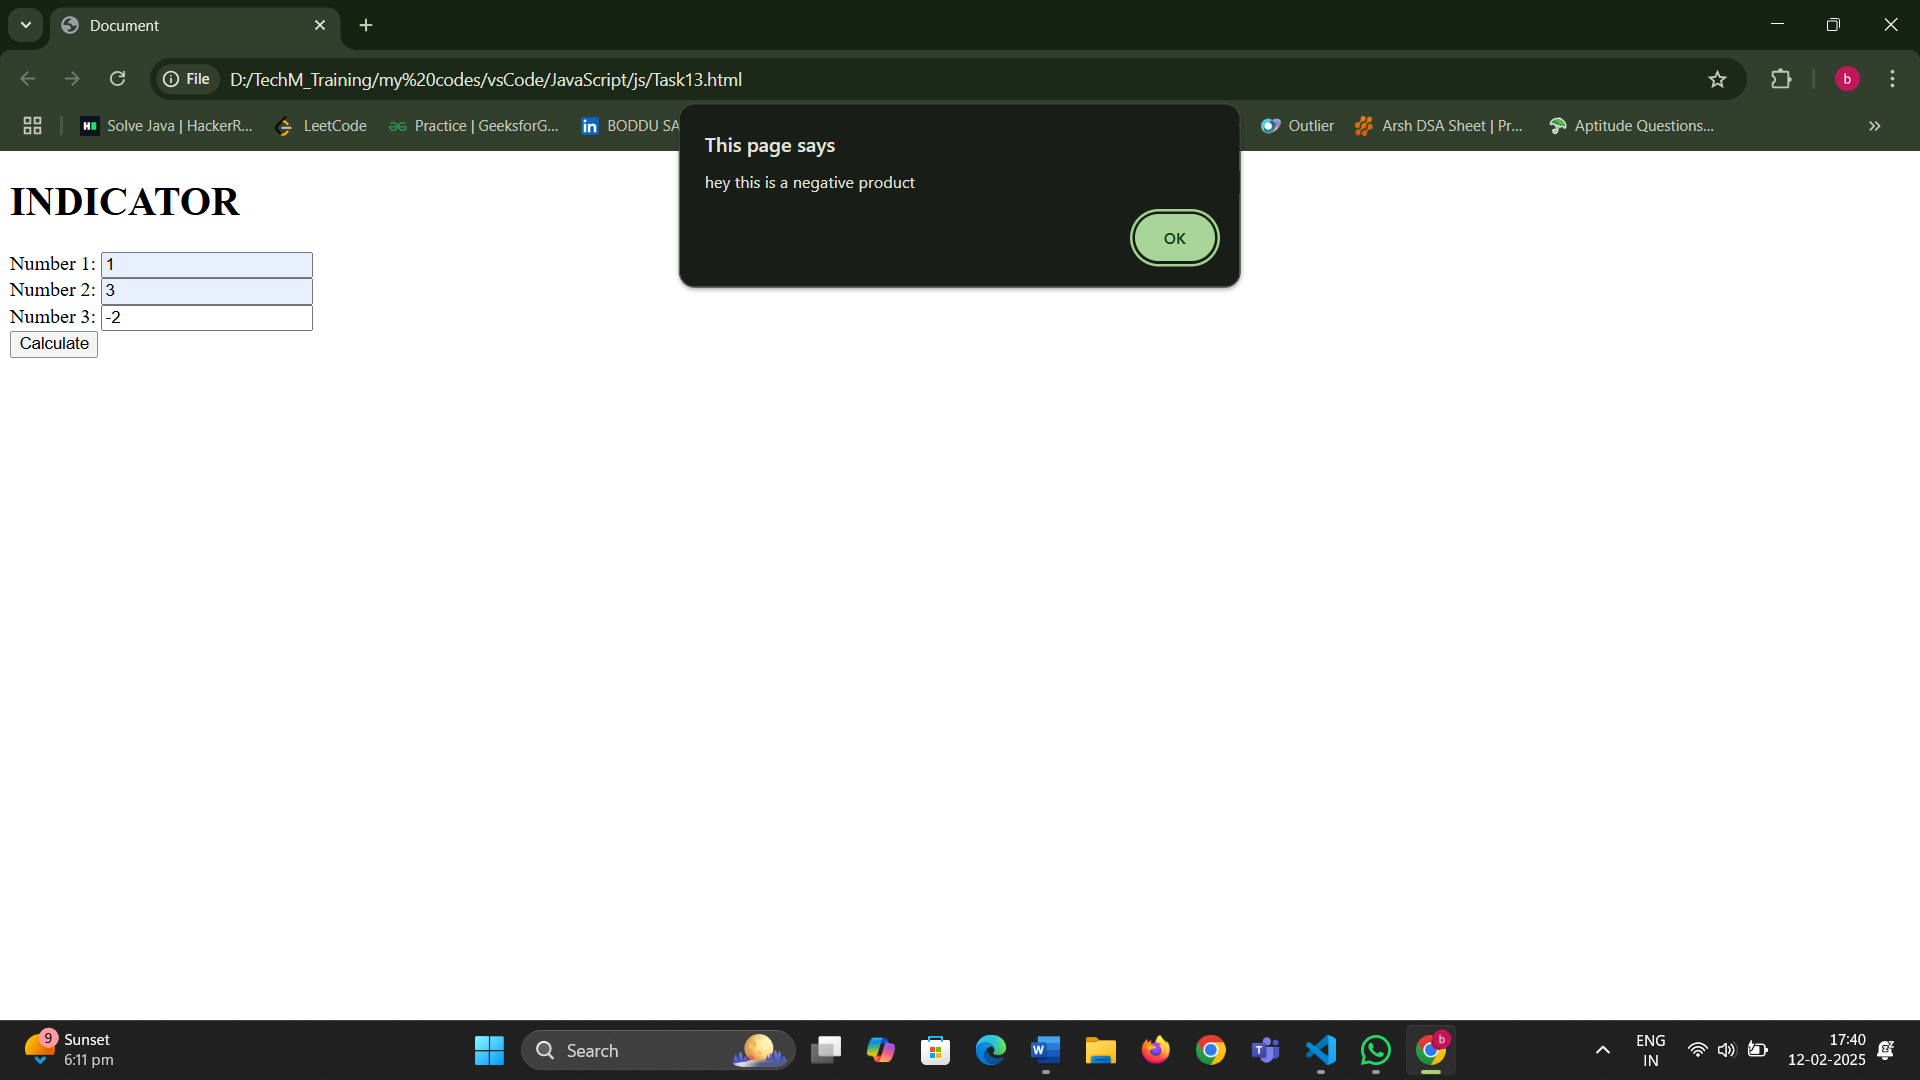 Document
File
D:/TechM_Training/my%20codes/vsCode/JavaScript/js/Task13.html
b
Solve Java | HackerR...
LeetCode
Practice | GeeksforG...
BODDU SA
Outlier
Arsh DSA Sheet | Pr...
Aptitude Questions...
This page says
hey this is a negative product
OK
INDICATOR
Number 1: 1
Number 2: 3
Number 3: -2
Calculate
9
Sunset
6:11 pm
Search
b
ENG
IN
17:40
12-02-2025